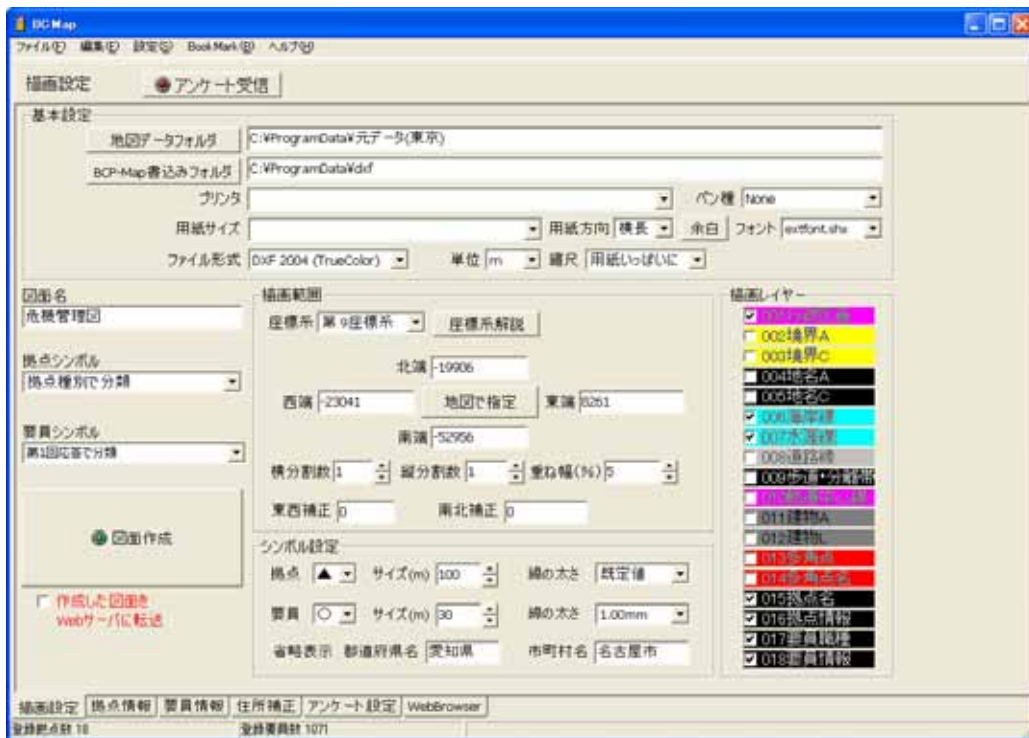 BC Map
ファイル(F) 編集(E) 設定(S) BookMark(B) ヘルプ(H)
描画設定 アンケート受信
基本設定
地図データフォルダ C:¥ProgramData¥元データ(東京)
BCP-Map書込みフォルダ C:¥ProgramData¥dxf
プリンタ ペン種 None
用紙サイズ 用紙方向 横長 余白 フォント extfont.shx
ファイル形式 DXF 2004 (TrueColor) 単位 m 縮尺 用紙いっぱいに
図面名
危機管理図
拠点シンボル
拠点種別で分類
要員シンボル
第1回応答で分類
図面作成
作成した図面を
Webサーバに転送
描画範囲
座標系 第9座標系 座標系解説
北端 -19906
西端 -23041 地図で指定 東端 8261
南端 -52956
横分割数 1 縦分割数 1 重ね幅(%) 5
東西補正 0 南北補正 0
シンボル設定
拠点 ▲ サイズ(m) 100 線の太さ 既定値
要員 ○ サイズ(m) 30 線の太さ 1.00mm
省略表示 都道府県名 愛知県 市町村名 名古屋市
描画レイヤー
002境界A
003境界C
004地名A
005地名C
006海岸線
007水涯線
008道路線
009歩道・分離帯
011建物A
012建物L
013多角点
014多角点名
015拠点名
016拠点情報
017要員職種
018要員情報
描画設定 拠点情報 要員情報 住所補正 アンケート設定 WebBrowser
登録拠点数 18 登録要員数 1071